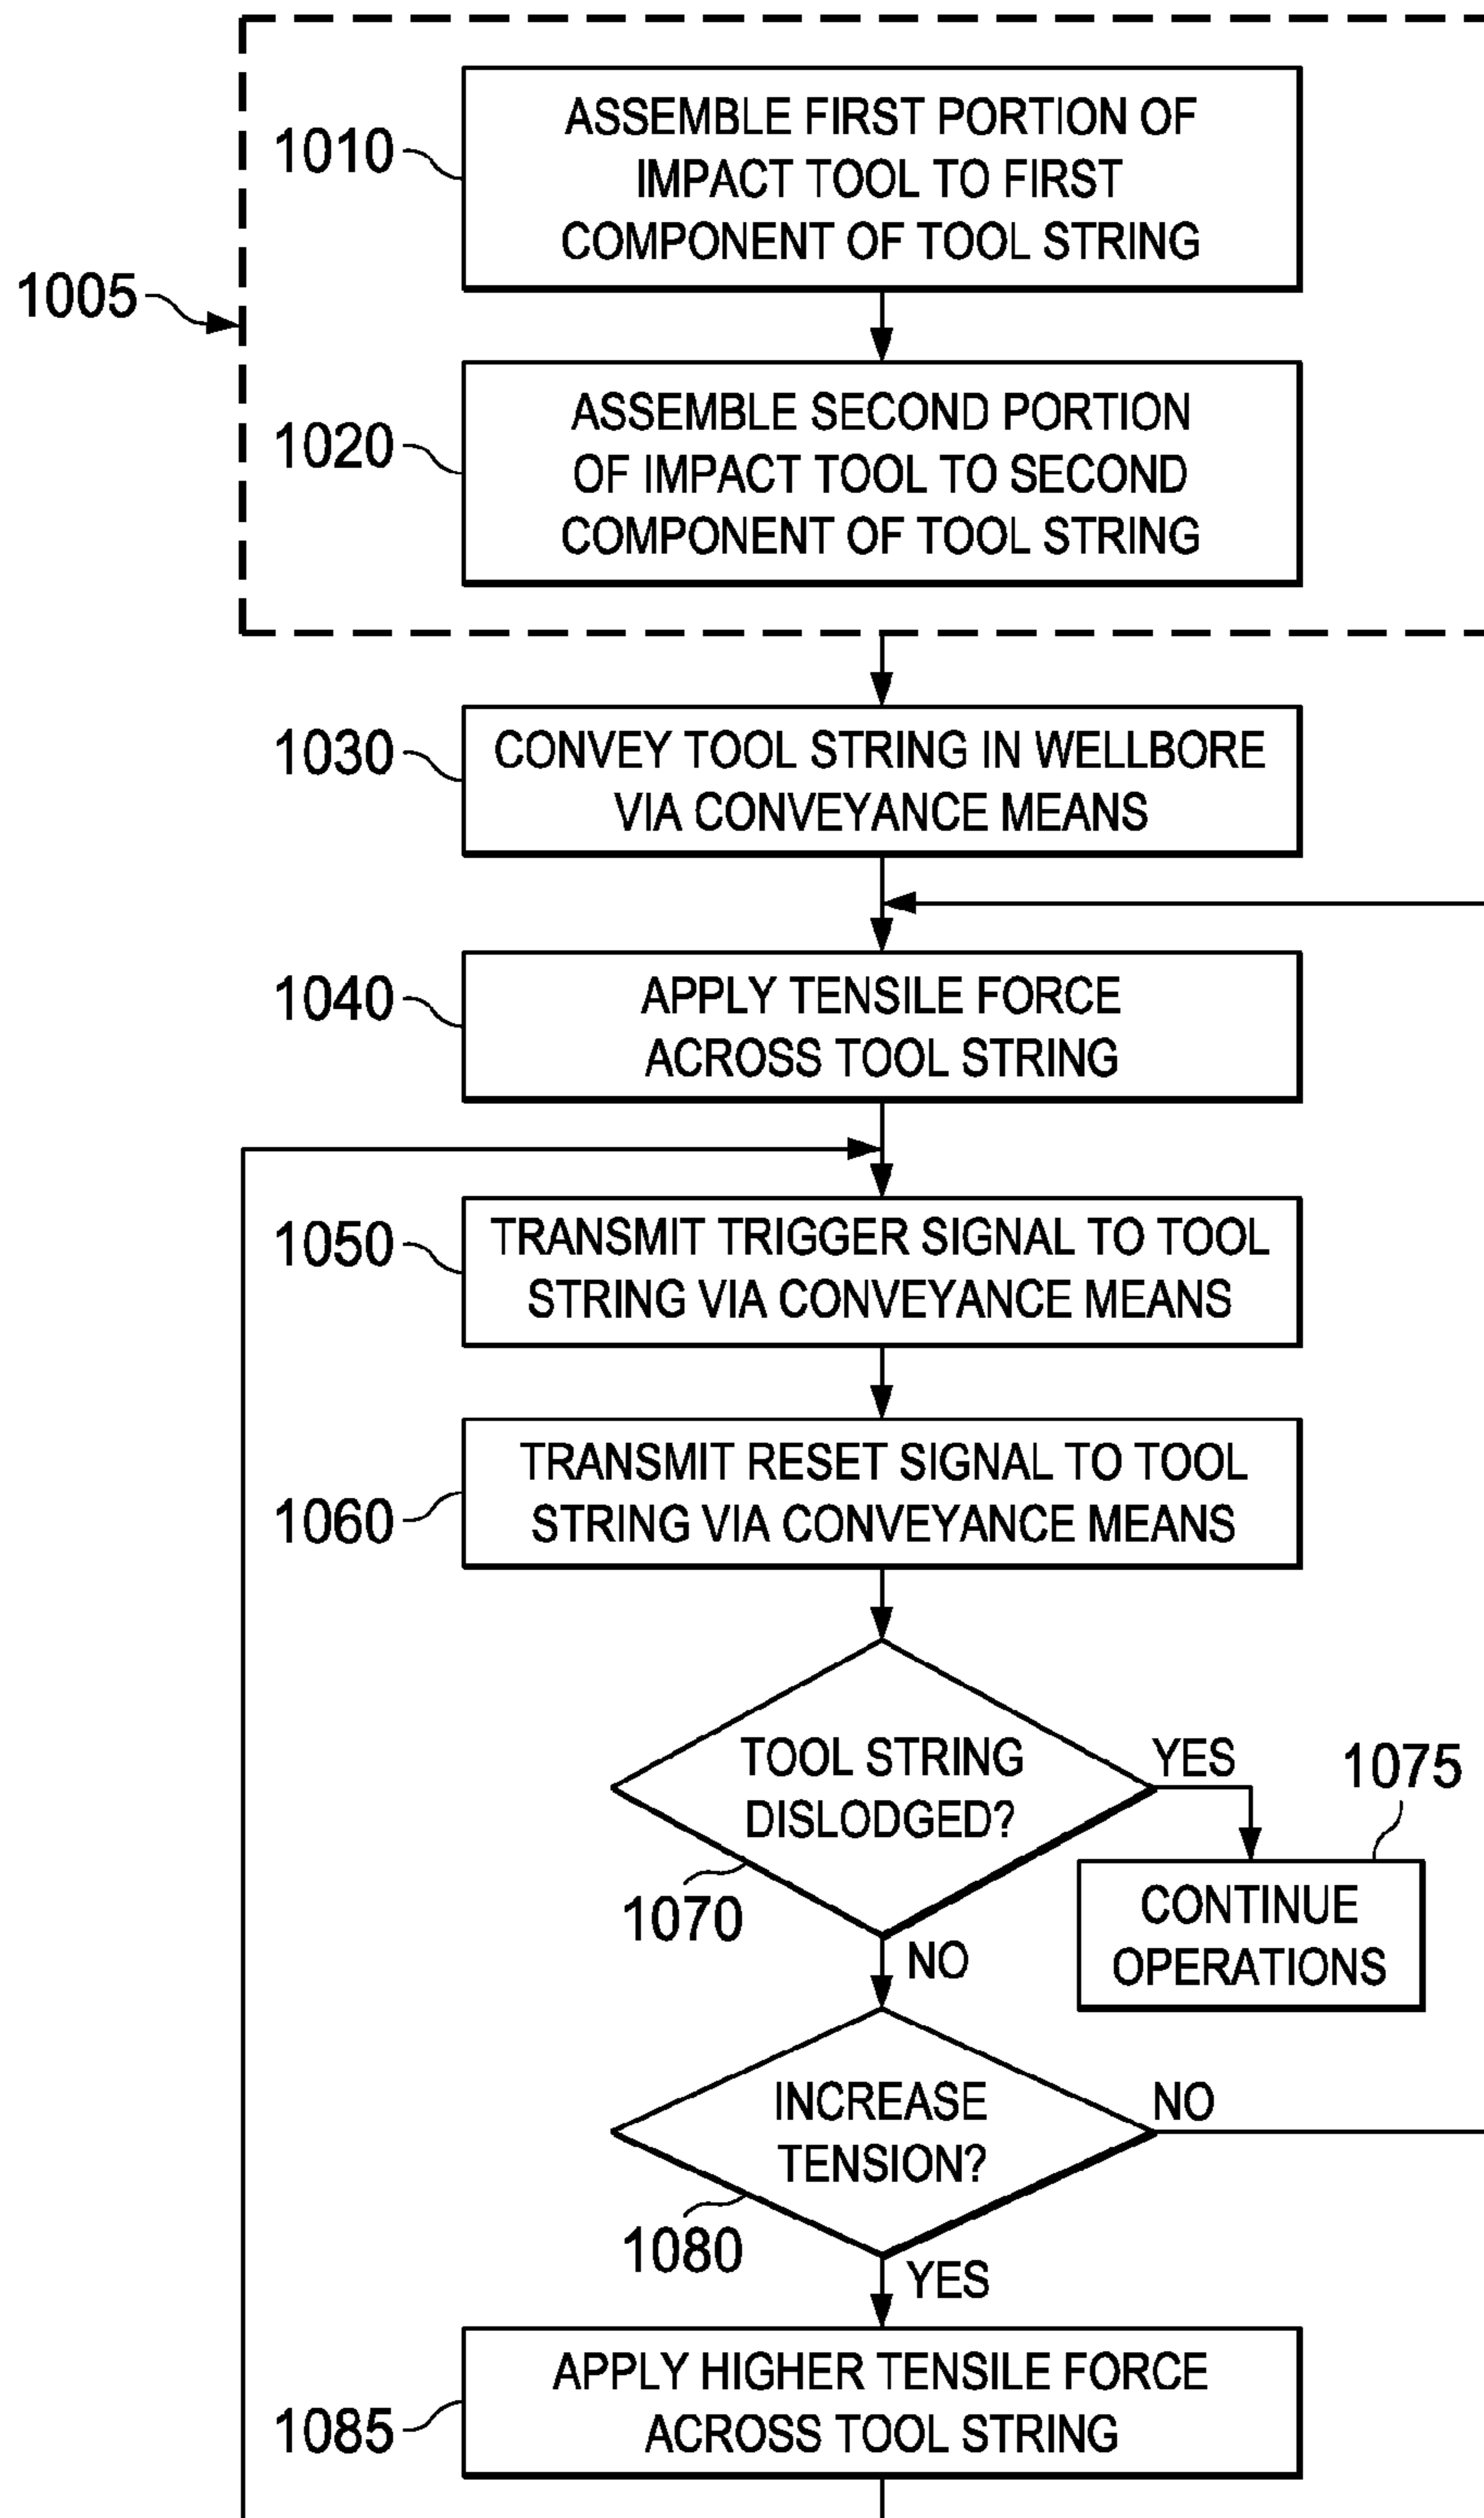 1005
1010
ASSEMBLE FIRST PORTION OF
IMPACT TOOL TO FIRST
COMPONENT OF TOOL STRING
1020
ASSEMBLE SECOND PORTION
OF IMPACT TOOL TO SECOND
COMPONENT OF TOOL STRING
1030
CONVEY TOOL STRING IN WELLBORE
VIA CONVEYANCE MEANS
1040
APPLY TENSILE FORCE
ACROSS TOOL STRING
1050
TRANSMIT TRIGGER SIGNAL TO TOOL
STRING VIA CONVEYANCE MEANS
1060
TRANSMIT RESET SIGNAL TO TOOL
STRING VIA CONVEYANCE MEANS
TOOL STRING
DISLODGED?
1070
YES
1075
CONTINUE
OPERATIONS
NO
INCREASE
TENSION?
1080
NO
YES
1085
APPLY HIGHER TENSILE FORCE
ACROSS TOOL STRING